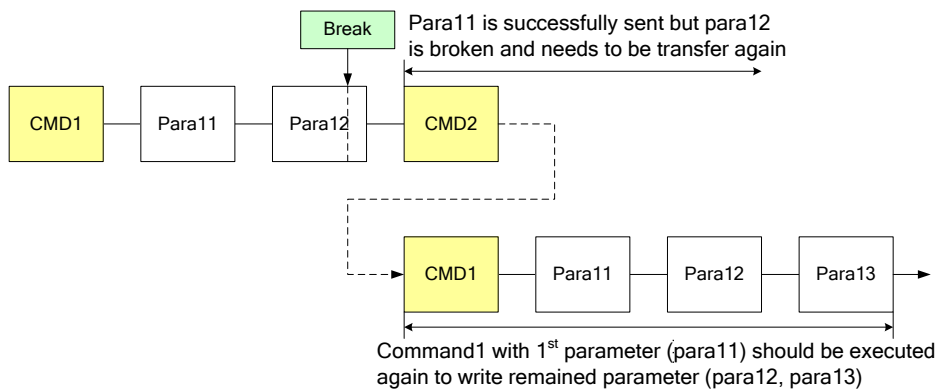 Break
Para11 is successfully sent but para12
is broken and needs to be transfer again
CMD1
Para11
Para12
CMD2
CMD1
Para11
Para12
Para13
Command1 with 1st parameter (para11) should be executed
again to write remained parameter (para12, para13)